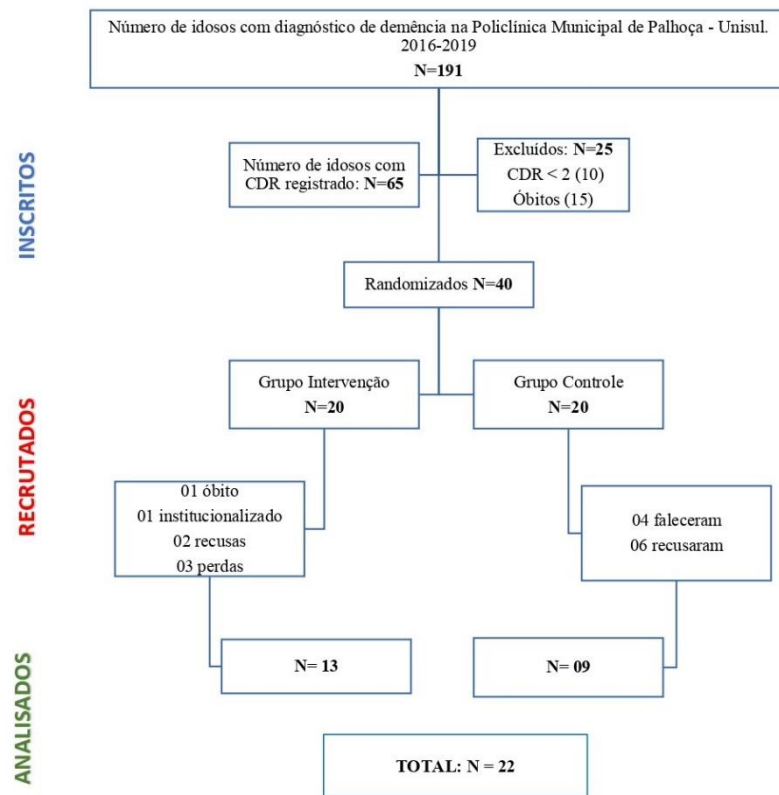 Número de idosos com diagnóstico de demência na Policlínica Municipal de Palhoça - Unisul.
2016-2019
N=191
INSCRITOS
Número de idosos com
CDR registrado: N=65
Excluídos: N=25
CDR < 2 (10)
Óbitos (15)
Randomizados N=40
RECRUTADOS
Grupo Intervenção
N=20
Grupo Controle
N=20
01 óbito
01 institucionalizado
02 recusas
03 perdas
04 faleceram
06 recusaram
ANALISADOS
N= 13
N= 09
TOTAL: N = 22